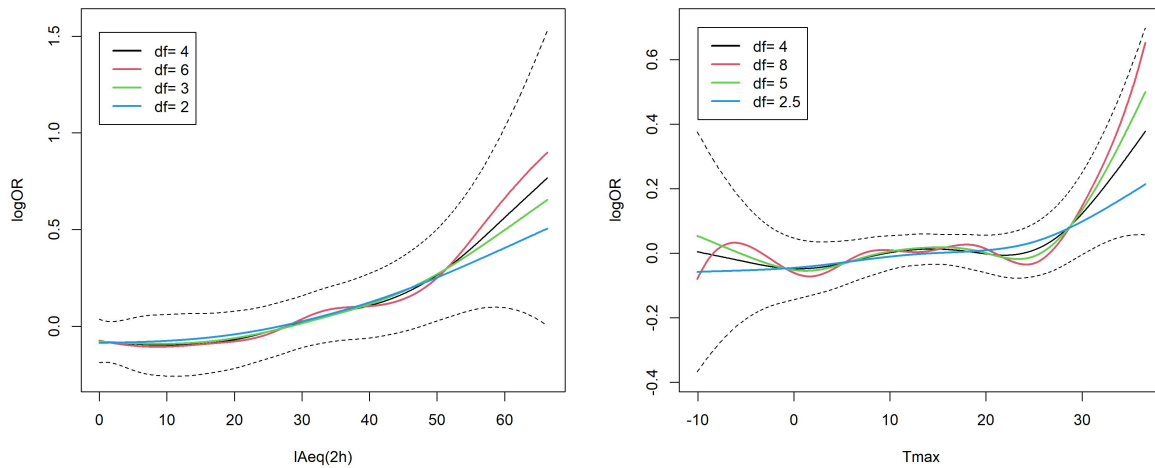 logOR
1.5
1.0
0.5
0.0
df= 4
df= 6
df= 3
df= 2
0 10 20 30 40 50 60
lAeq(2h)
logOR
0.6
0.4
0.2
0.0
-0.2
-0.4
df= 4
df= 8
df= 5
df= 2.5
-10 0 10 20 30
Tmax